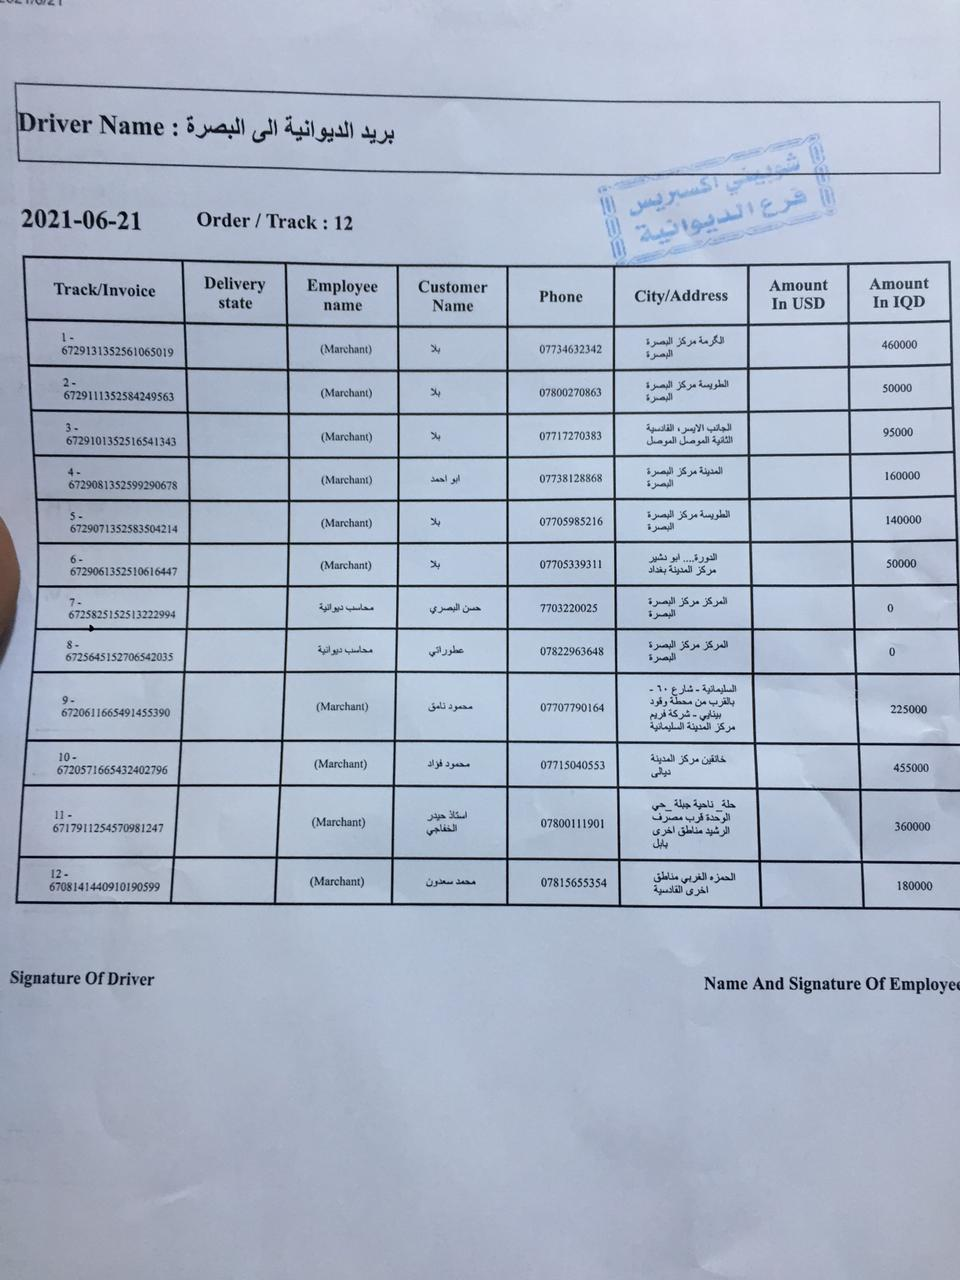 Driver Name : بريد الديوانية الى البصرة
شوبيني اكسبريس
فرع الديوانية
2021-06-21 Order / Track : 12
Track/Invoice Delivery state Employee name Customer Name Phone City/Address Amount In USD Amount In IQD
1 -
6729131352561065019 (Marchant) بلا 07734632342 الكرمة مركز البصرة 460000
البصرة
2 -
6729111352584249563 (Marchant) بلا 07800270863 الطويسة مركز البصرة 50000
البصرة
3 -
6729101352516541343 (Marchant) بلا 07717270383 الجانب الايسر، القادسية 95000
الثانية الموصل الموصل
4 -
6729081352599290678 (Marchant) ابو احمد 07738128868 المدينة مركز البصرة 160000
البصرة
5 -
6729071352583504214 (Marchant) بلا 07705985216 الطويسة مركز البصرة 140000
البصرة
6 -
6729061352510616447 (Marchant) بلا 07705339311 الدورة.... ابو دشير 50000
مركز المدينة بغداد
7 -
6725825152513222994 محاسب ديوانية حسن البصري 7703220025 المركز مركز البصرة 0
البصرة
8 -
6725645152706542035 محاسب ديوانية عطوراتي 07822963648 المركز مركز البصرة 0
البصرة
9 -
6720611665491455390 (Marchant) محمود نامق 07707790164 السليمانية - شارع ٦٠ - 225000
بالقرب من محطة وقود
بينايي - شركة فريم
مركز المدينة السليمانية
10 -
6720571665432402796 (Marchant) محمود فؤاد 07715040553 خانقين مركز المدينة 455000
ديالى
11 -
6717911254570981247 (Marchant) استاذ حيدر الخفاجي 07800111901 حلة_ ناحية جبلة _حي 360000
الوحدة قرب مصرف
الرشيد مناطق اخرى
بابل
12 -
6708141440910190599 (Marchant) محمد سعدون 07815655354 الحمزه الغربي مناطق 180000
اخرى القادسية
Signature Of Driver Name And Signature Of Employee